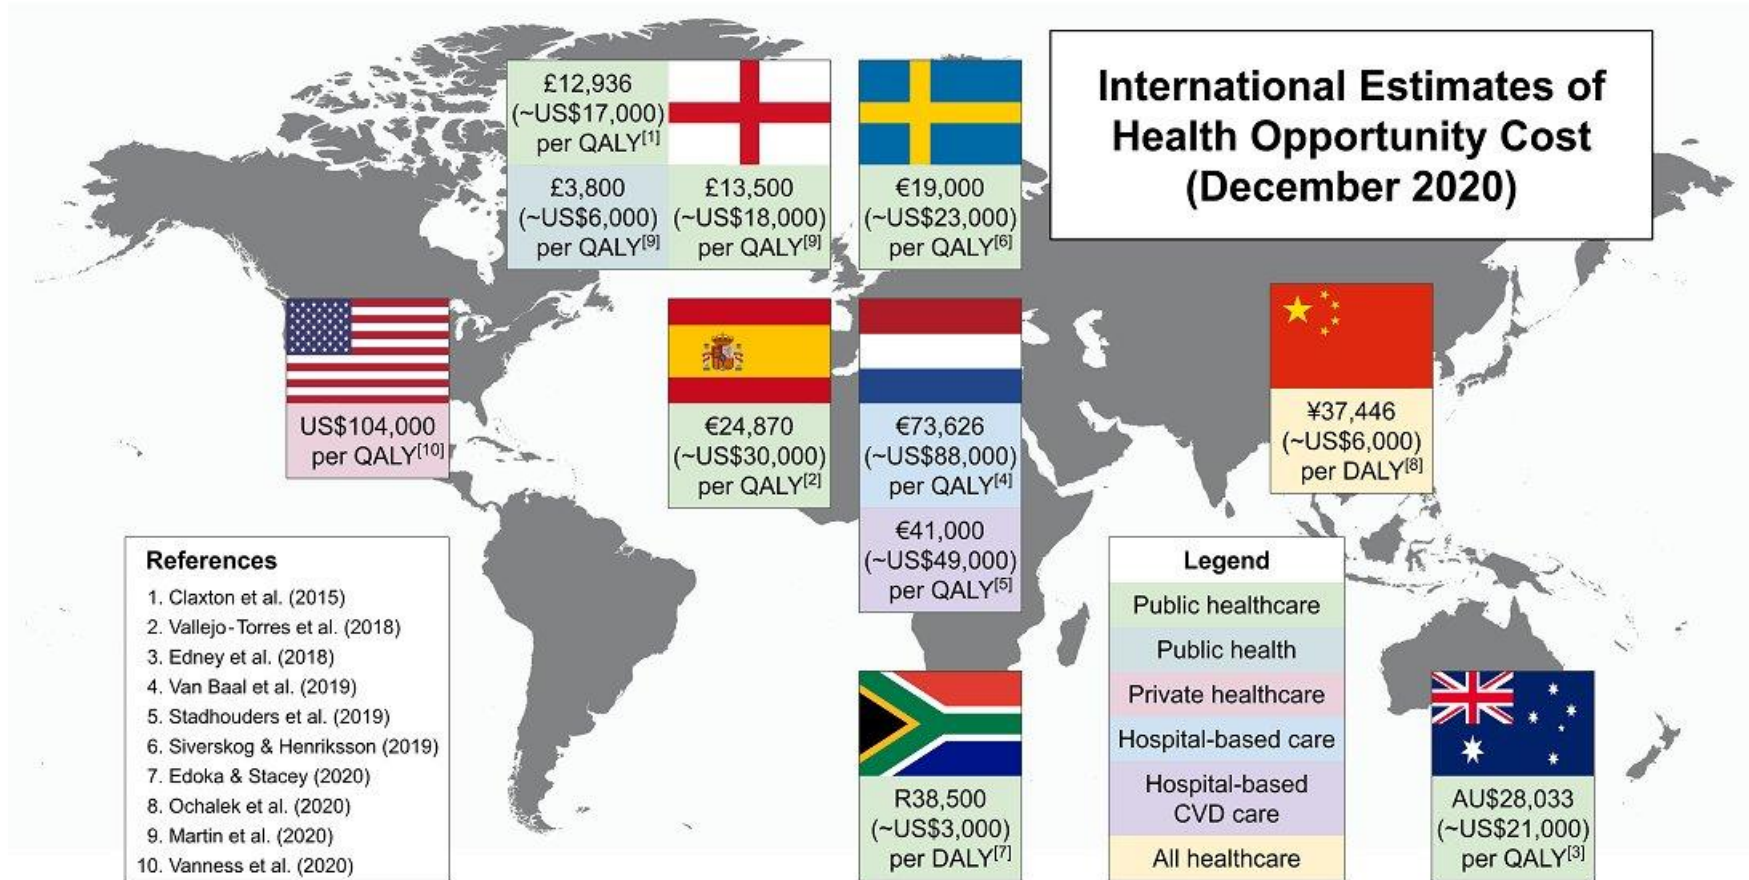 International Estimates of
Health Opportunity Cost
(December 2020)
£12,936
(~US$17,000)
per QALY[1]
£3,800
(~US$6,000)
per QALY[9]
£13,500
(~US$18,000)
per QALY[9]
€19,000
(~US$23,000)
per QALY[6]
US$104,000
per QALY[10]
€24,870
(~US$30,000)
per QALY[2]
€73,626
(~US$88,000)
per QALY[4]
€41,000
(~US$49,000)
per QALY[5]
¥37,446
(~US$6,000)
per DALY[8]
R38,500
(~US$3,000)
per DALY[7]
AU$28,033
(~US$21,000)
per QALY[3]
References
1. Claxton et al. (2015)
2. Vallejo-Torres et al. (2018)
3. Edney et al. (2018)
4. Van Baal et al. (2019)
5. Stadhouders et al. (2019)
6. Siverskog & Henriksson (2019)
7. Edoka & Stacey (2020)
8. Ochalek et al. (2020)
9. Martin et al. (2020)
10. Vanness et al. (2020)
Legend
Public healthcare
Public health
Private healthcare
Hospital-based care
Hospital-based
CVD care
All healthcare